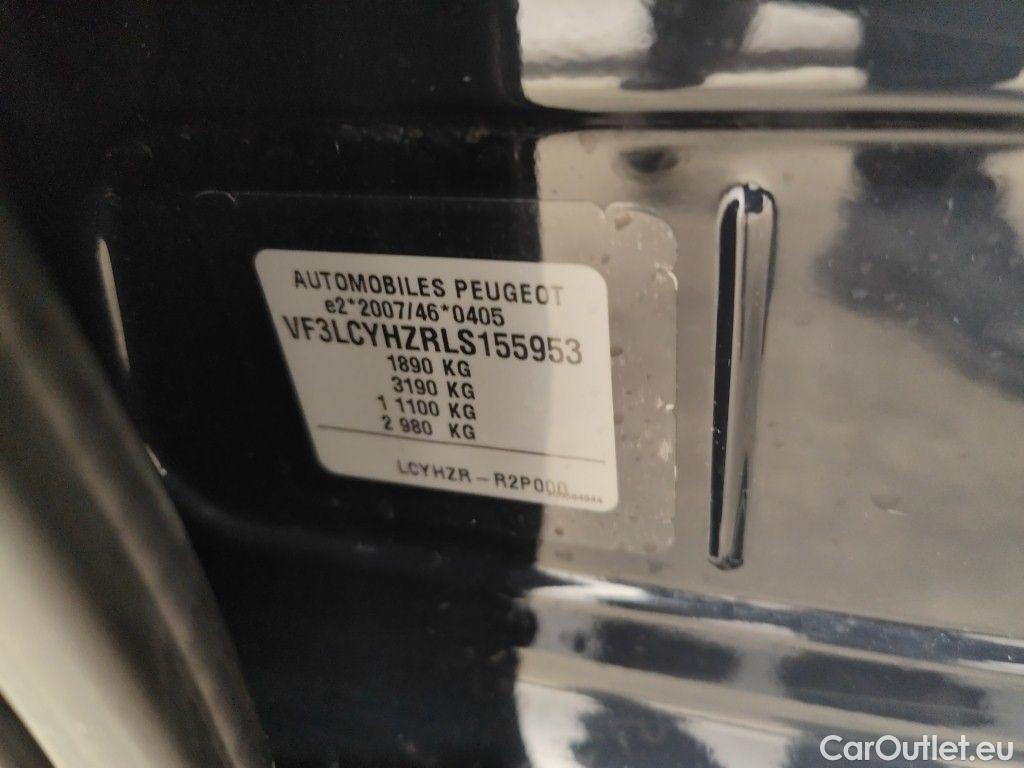 AUTOMOBILES PEUGEOT
e2*2007/46*0405
VF3LCYHZRLS155953
1890 KG
3190 KG
1 1100 KG
2 980 KG
LCYHZR – R2P000
CarOutlet.eu